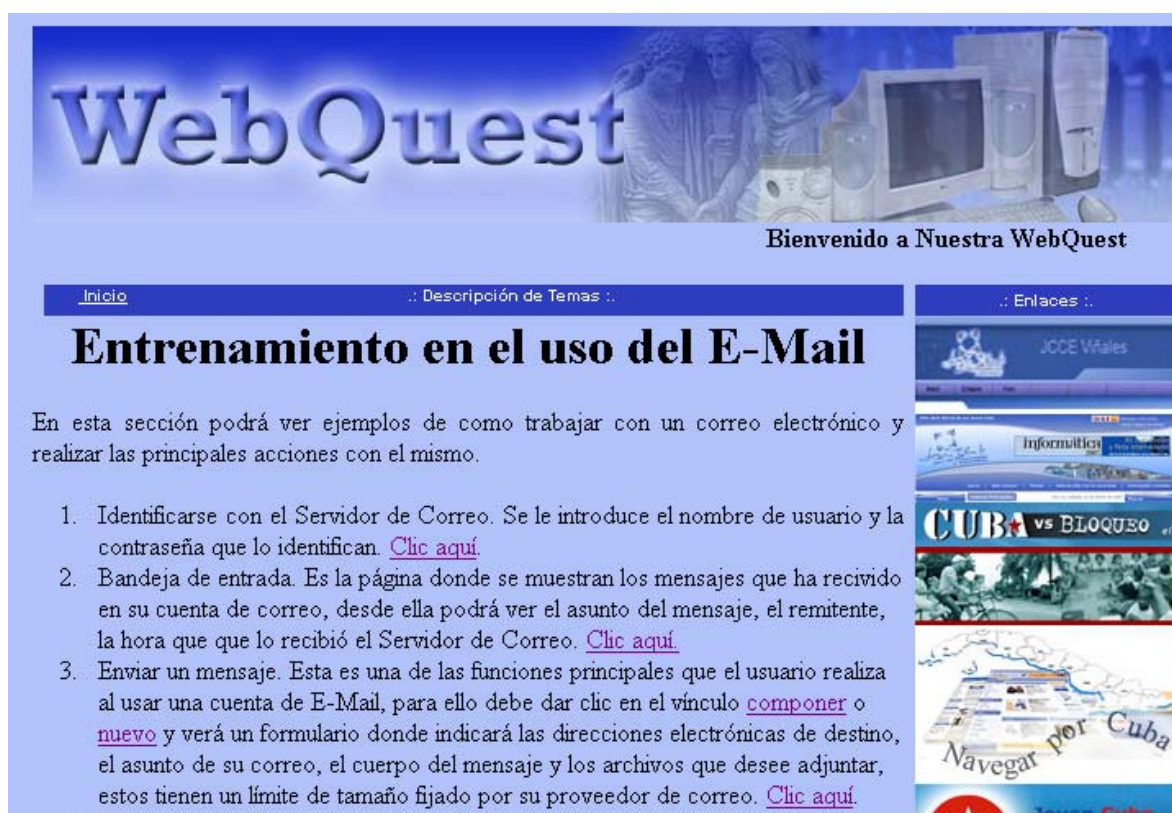 WebQuest
Bienvenido a Nuestra WebQuest
Inicio
.: Descripción de Temas :.
.: Enlaces :.
Entrenamiento en el uso del E-Mail
En esta sección podrá ver ejemplos de como trabajar con un correo electrónico y
realizar las principales acciones con el mismo.
1. Identificarse con el Servidor de Correo. Se le introduce el nombre de usuario y la
contraseña que lo identifican. Clic aquí.
2. Bandeja de entrada. Es la página donde se muestran los mensajes que ha recivido
en su cuenta de correo, desde ella podrá ver el asunto del mensaje, el remitente,
la hora que que lo recibió el Servidor de Correo. Clic aquí.
3. Enviar un mensaje. Esta es una de las funciones principales que el usuario realiza
al usar una cuenta de E-Mail, para ello debe dar clic en el vínculo componer o
nuevo y verá un formulario donde indicará las direcciones electrónicas de destino,
el asunto de su correo, el cuerpo del mensaje y los archivos que desee adjuntar,
estos tienen un límite de tamaño fijado por su proveedor de correo. Clic aquí.
JCCE Viñales
Informática
CUBA vs BLOQUEO
Navegar por Cuba
Joven Cuba